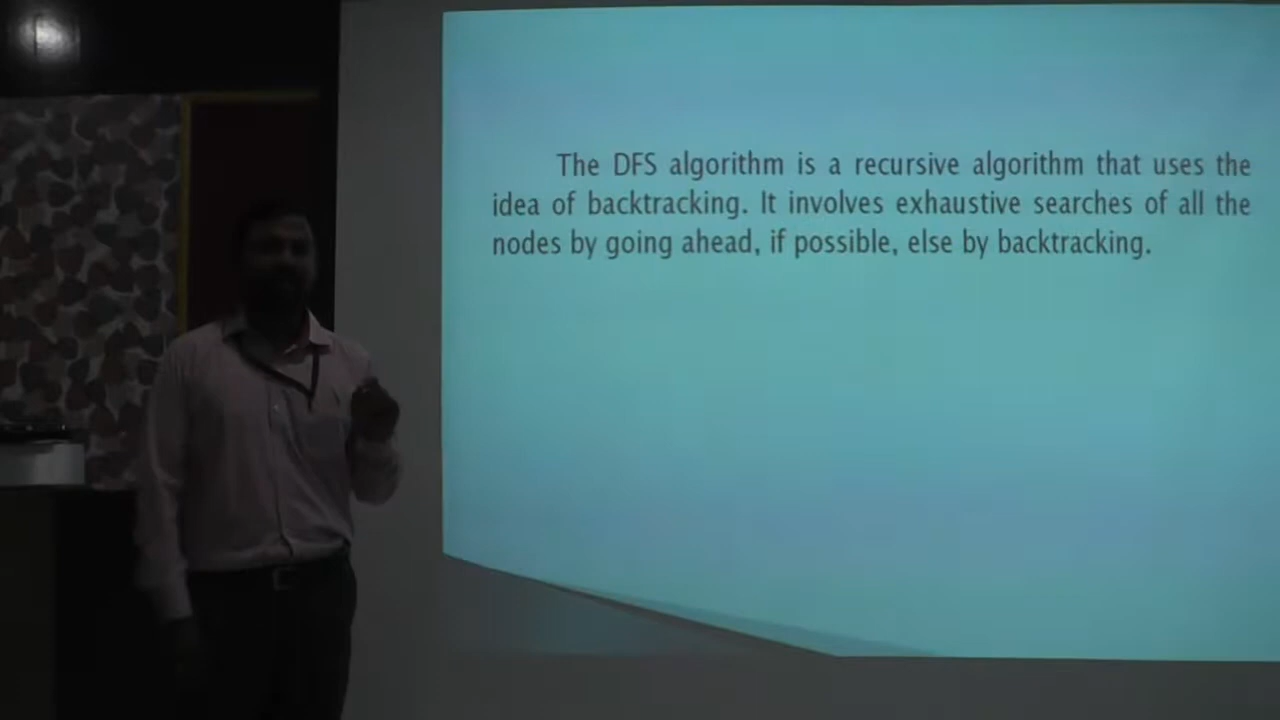 The DFS algorithm is a recursive algorithm that uses the
idea of backtracking. It involves exhaustive searches of all the
nodes by going ahead, if possible, else by backtracking.